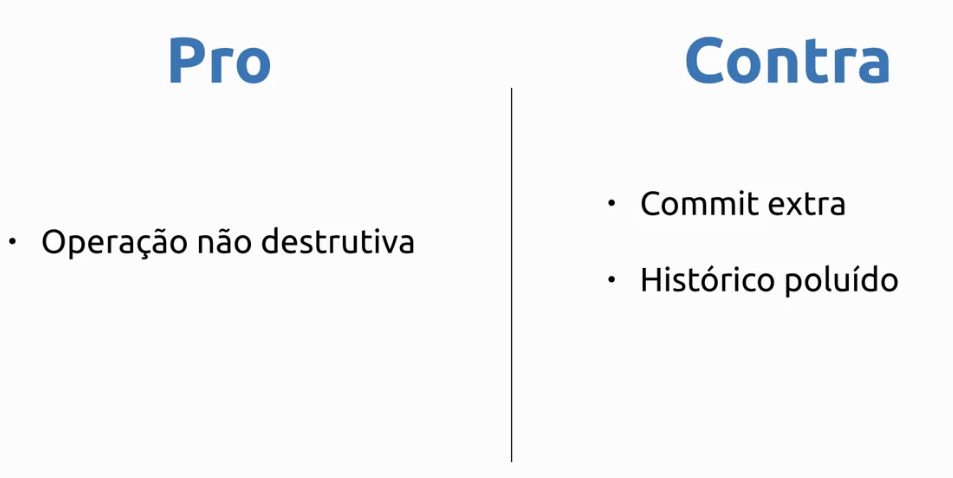 Pro
• Operação não destrutiva
Contra
• Commit extra
• Histórico poluído